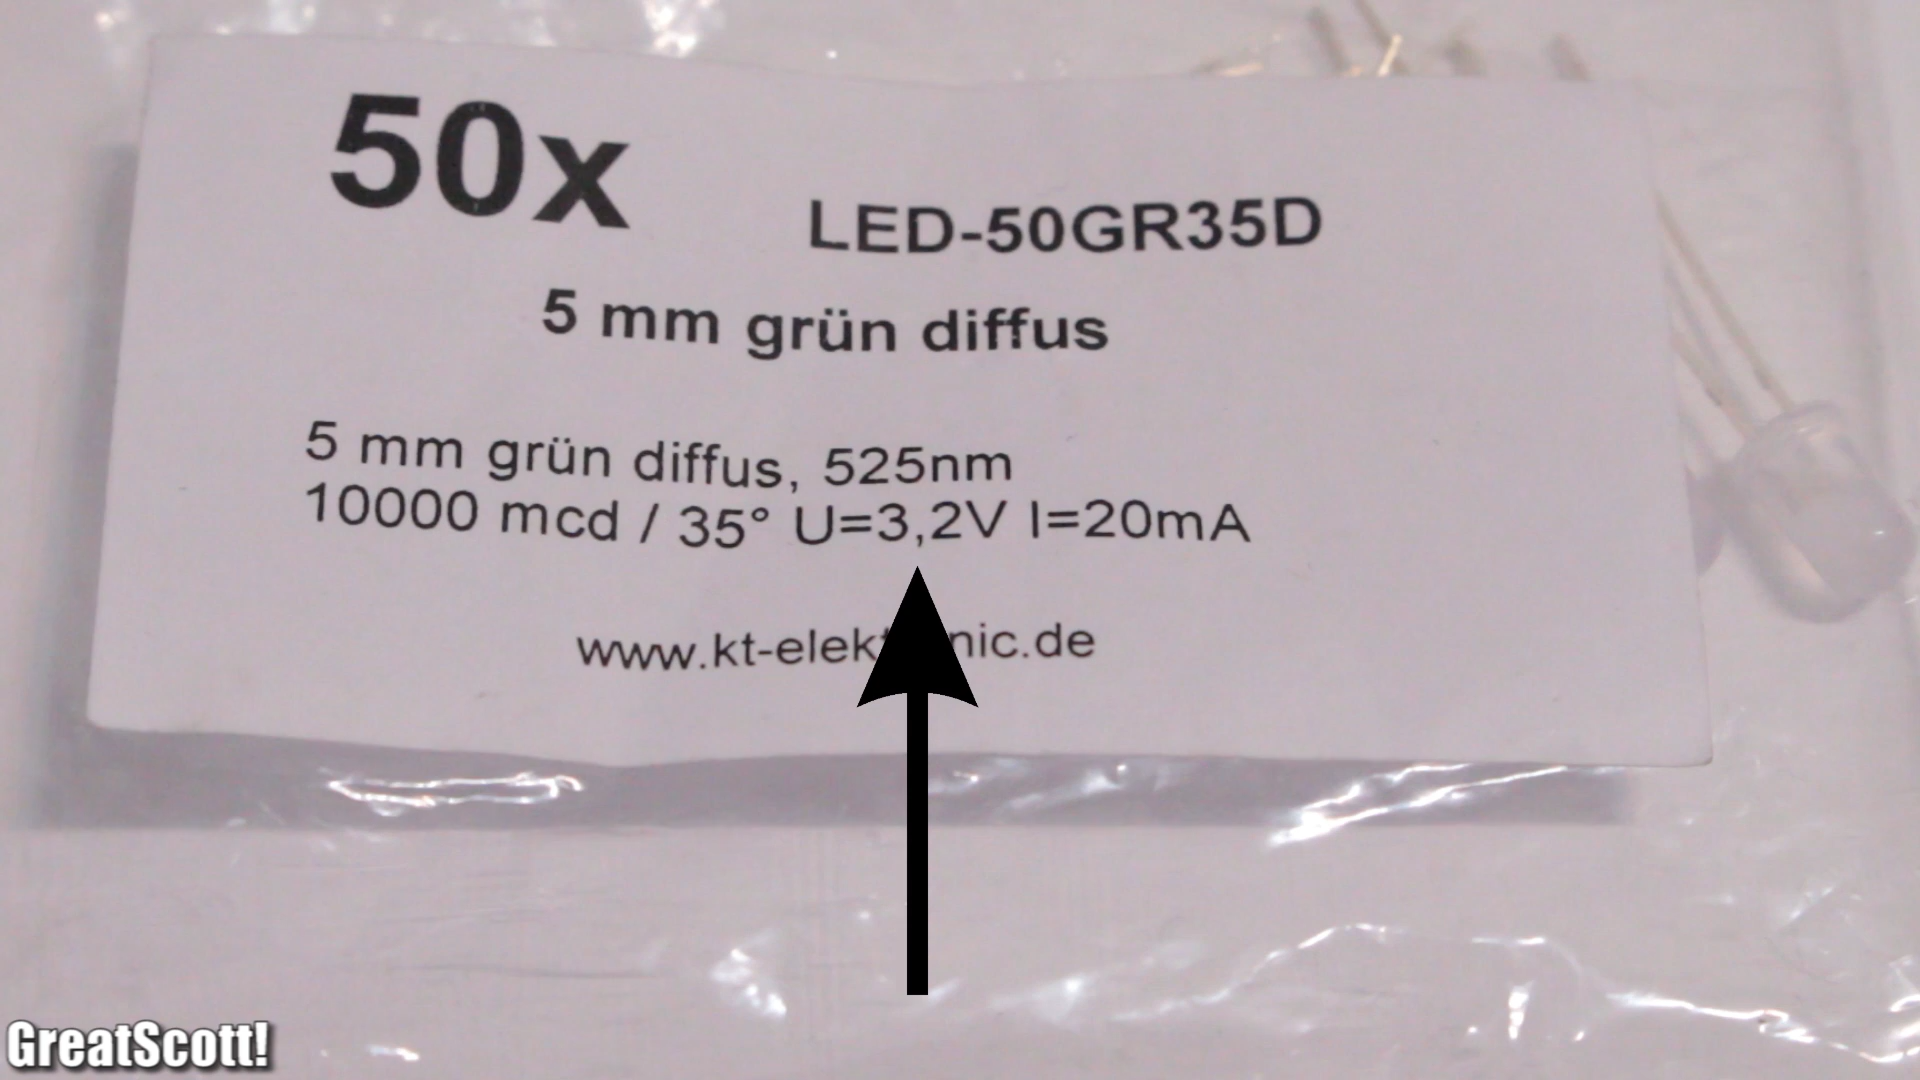 50x
LED-50GR35D
5 mm grün diffus
5 mm grün diffus, 525nm
10000 mcd / 35° U=3,2V I=20mA
GreatScott!